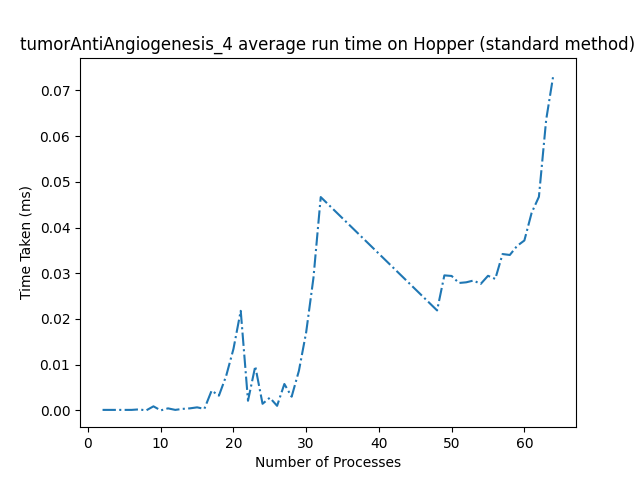 tumorAntiAngiogenesis_4 average run time on Hopper (standard method)
0.07
0.06
0.05
0.04
0.03
0.02
0.01
0.00
Time Taken (ms)
0 10 20 30 40 50 60
Number of Processes